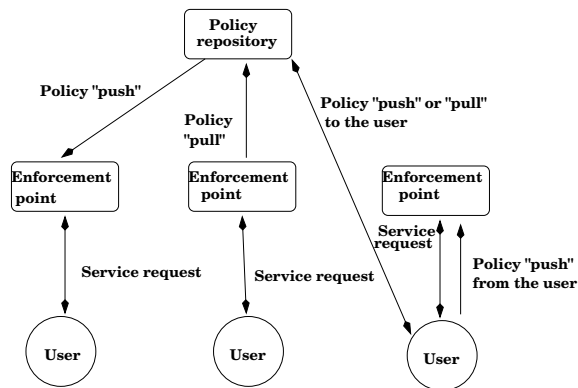 Policy
repository
Policy "push"
Policy
"pull"
Policy "push" or "pull"
to the user
Enforcement
point
Enforcement
point
Enforcement
point
Service request
Service request
Service
request
Policy "push"
from the user
User
User
User